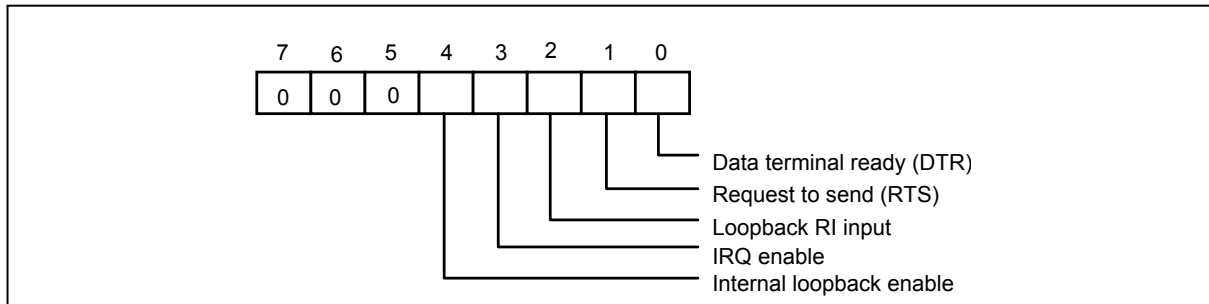 7 6 5 4 3 2 1 0
0 0 0
Data terminal ready (DTR)
Request to send (RTS)
Loopback RI input
IRQ enable
Internal loopback enable